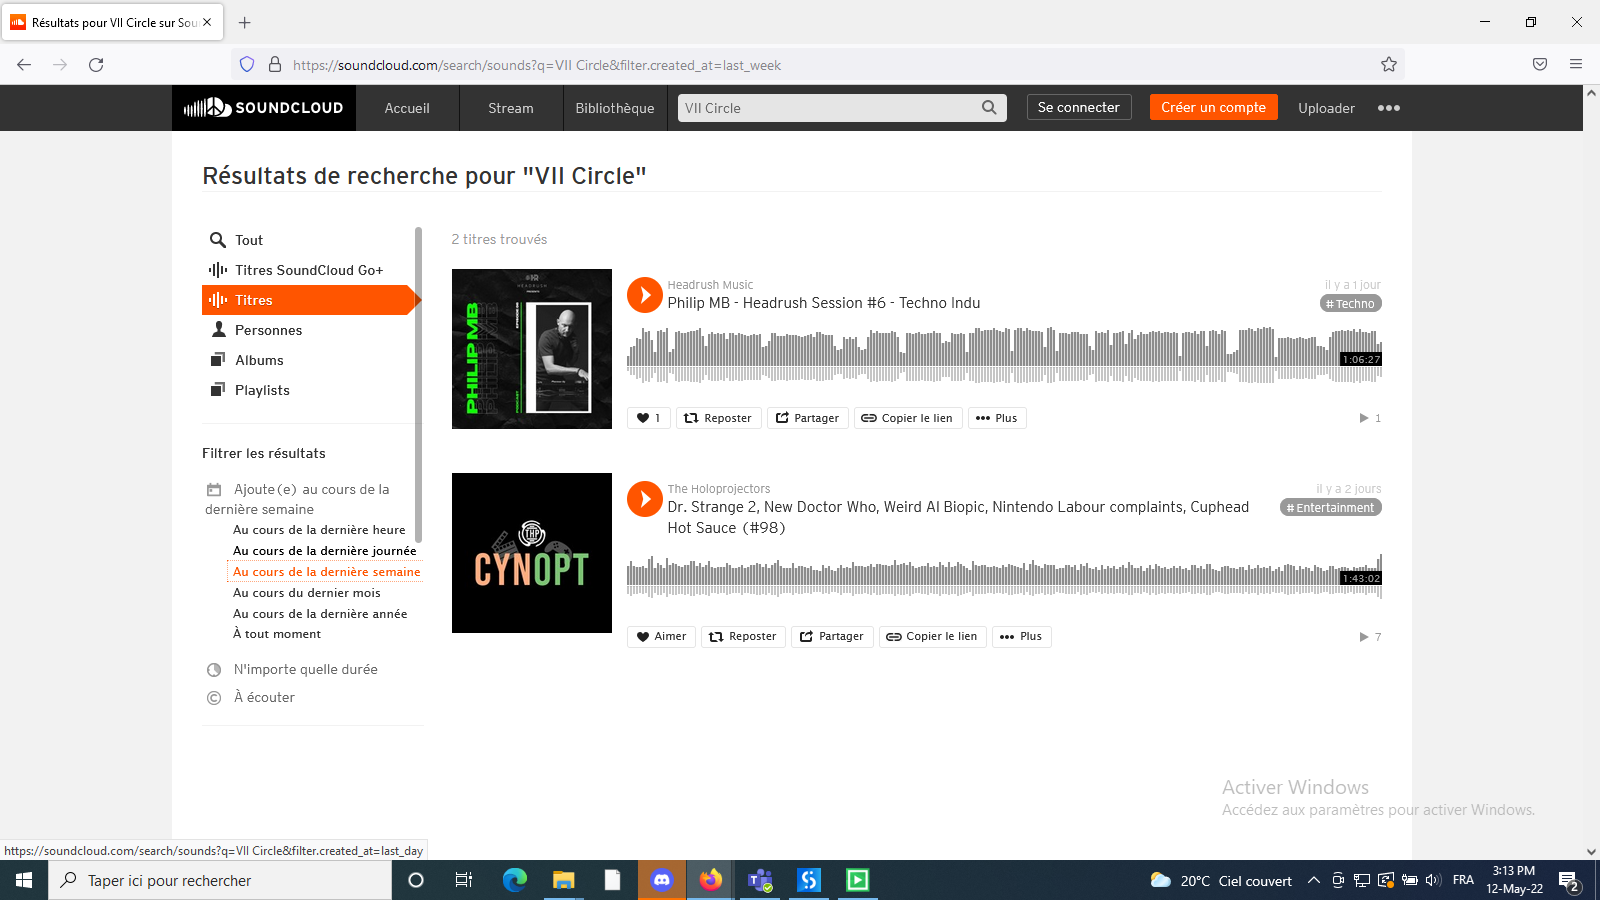 Résultats pour VII Circle sur Sou
https://soundcloud.com/search/sounds?q=VII Circle&filter.created_at=last_week
SOUNDCLOUD
Accueil
Stream
Bibliothèque
VII Circle
Se connecter
Créer un compte
Uploader
Résultats de recherche pour "VII Circle"
Tout
Titres SoundCloud Go+
Titres
Personnes
Albums
Playlists
Filtrer les résultats
Ajoute(e) au cours de la
dernière semaine
Au cours de la dernière heure
Au cours de la dernière journée
Au cours de la dernière semaine
Au cours du dernier mois
Au cours de la dernière année
À tout moment
N'importe quelle durée
À écouter
2 titres trouvés
HEADRUSH
PHILIP MB
Headrush Music
il y a 1 jour
Philip MB - Headrush Session #6 - Techno Indu
# Techno
1:06:27
1
Reposter
Partager
Copier le lien
Plus
1
THP
CYNOPT
The Holoprojectors
il y a 2 jours
Dr. Strange 2, New Doctor Who, Weird Al Biopic, Nintendo Labour complaints, Cuphead
Hot Sauce (#98)
# Entertainment
1:43:02
Aimer
Reposter
Partager
Copier le lien
Plus
7
Activer Windows
Accédez aux paramètres pour activer Windows.
https://soundcloud.com/search/sounds?q=VII Circle&filter.created_at=last_day
Taper ici pour rechercher
20°C Ciel couvert
FRA
3:13 PM
12-May-22
2